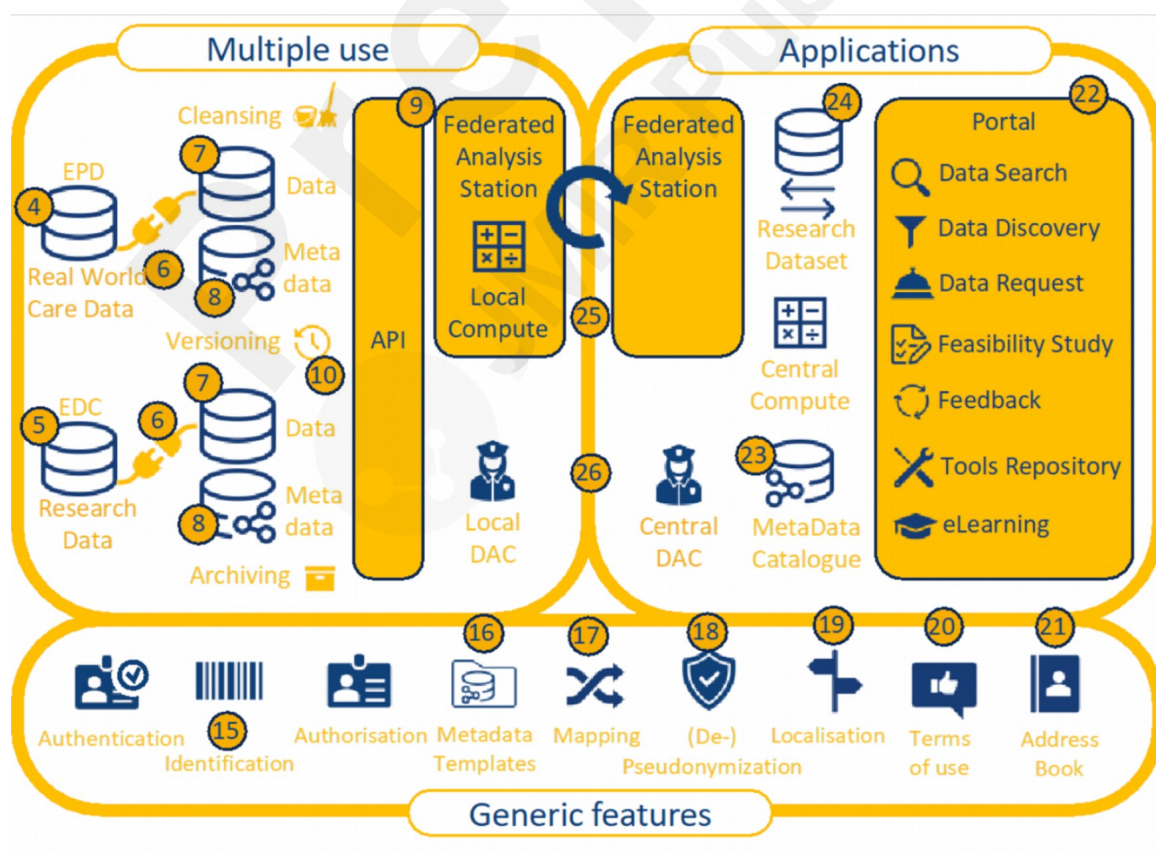 Multiple use
Applications
Cleansing
9
Federated
Analysis
Station
Local
Compute
Federated
Analysis
Station
24
Research
Dataset
22
Portal
Data Search
Data Discovery
Data Request
Feasibility Study
Feedback
Tools Repository
eLearning
EPD
4
Real World
Care Data
6
7
Data
8
Meta
data
Versioning
10
API
25
Central
Compute
EDC
5
Research
Data
6
7
Data
8
Meta
data
Archiving
Local
DAC
26
Central
DAC
23
MetaData
Catalogue
Authentication
15
Identification
Authorisation
16
Metadata
Templates
17
Mapping
18
(De-)
Pseudonymization
19
Localisation
20
Terms
of use
21
Address
Book
Generic features